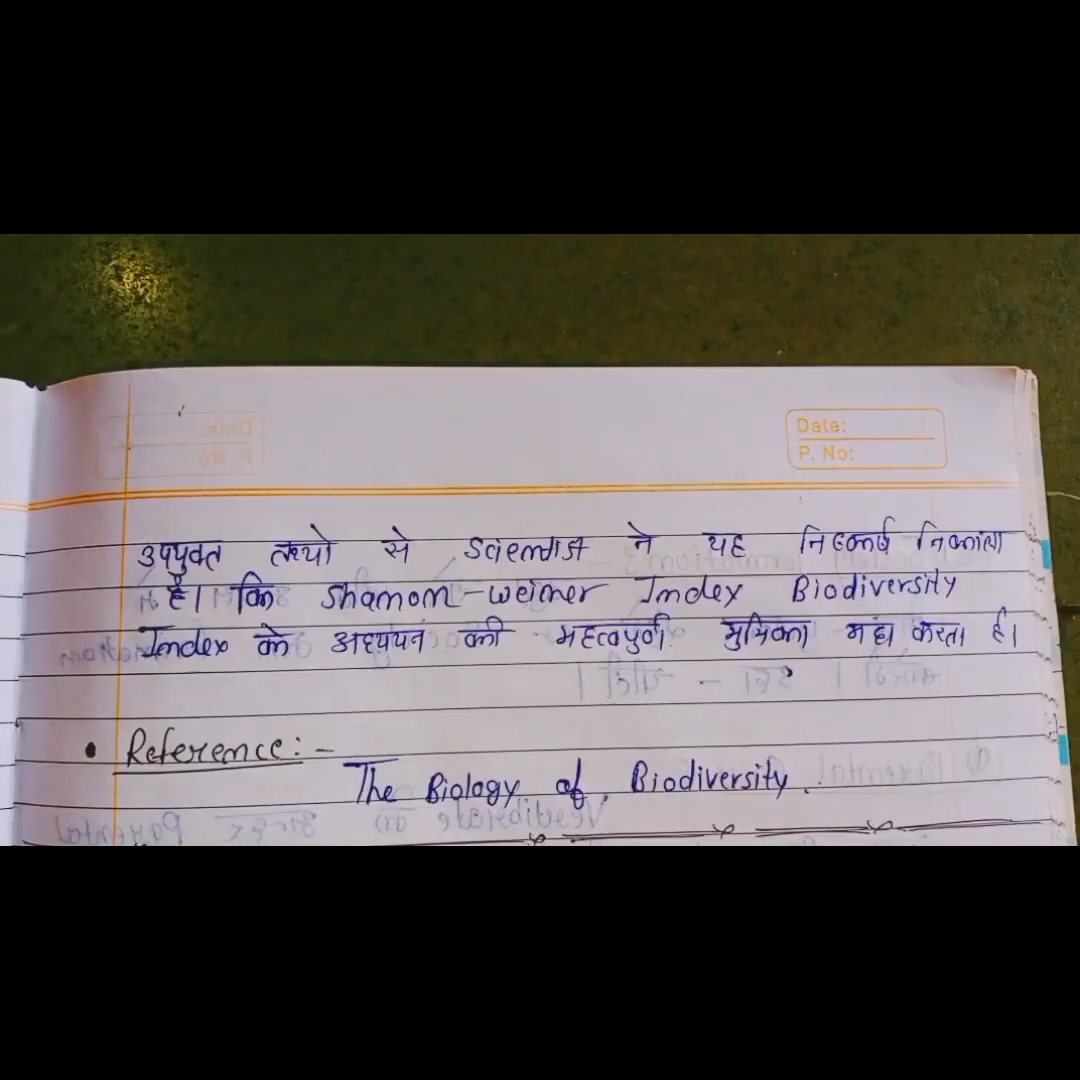 Date:
P. No:
उपयुक्त तथ्यो से Scientist ने यह निष्कर्ष निकाला
है। कि Shanon-weiner Index Biodiversity
Index के अध्ययन की महत्वपुर्ण भुमिका अदा करता है।
• Reference:-
The Biology of Biodiversity.